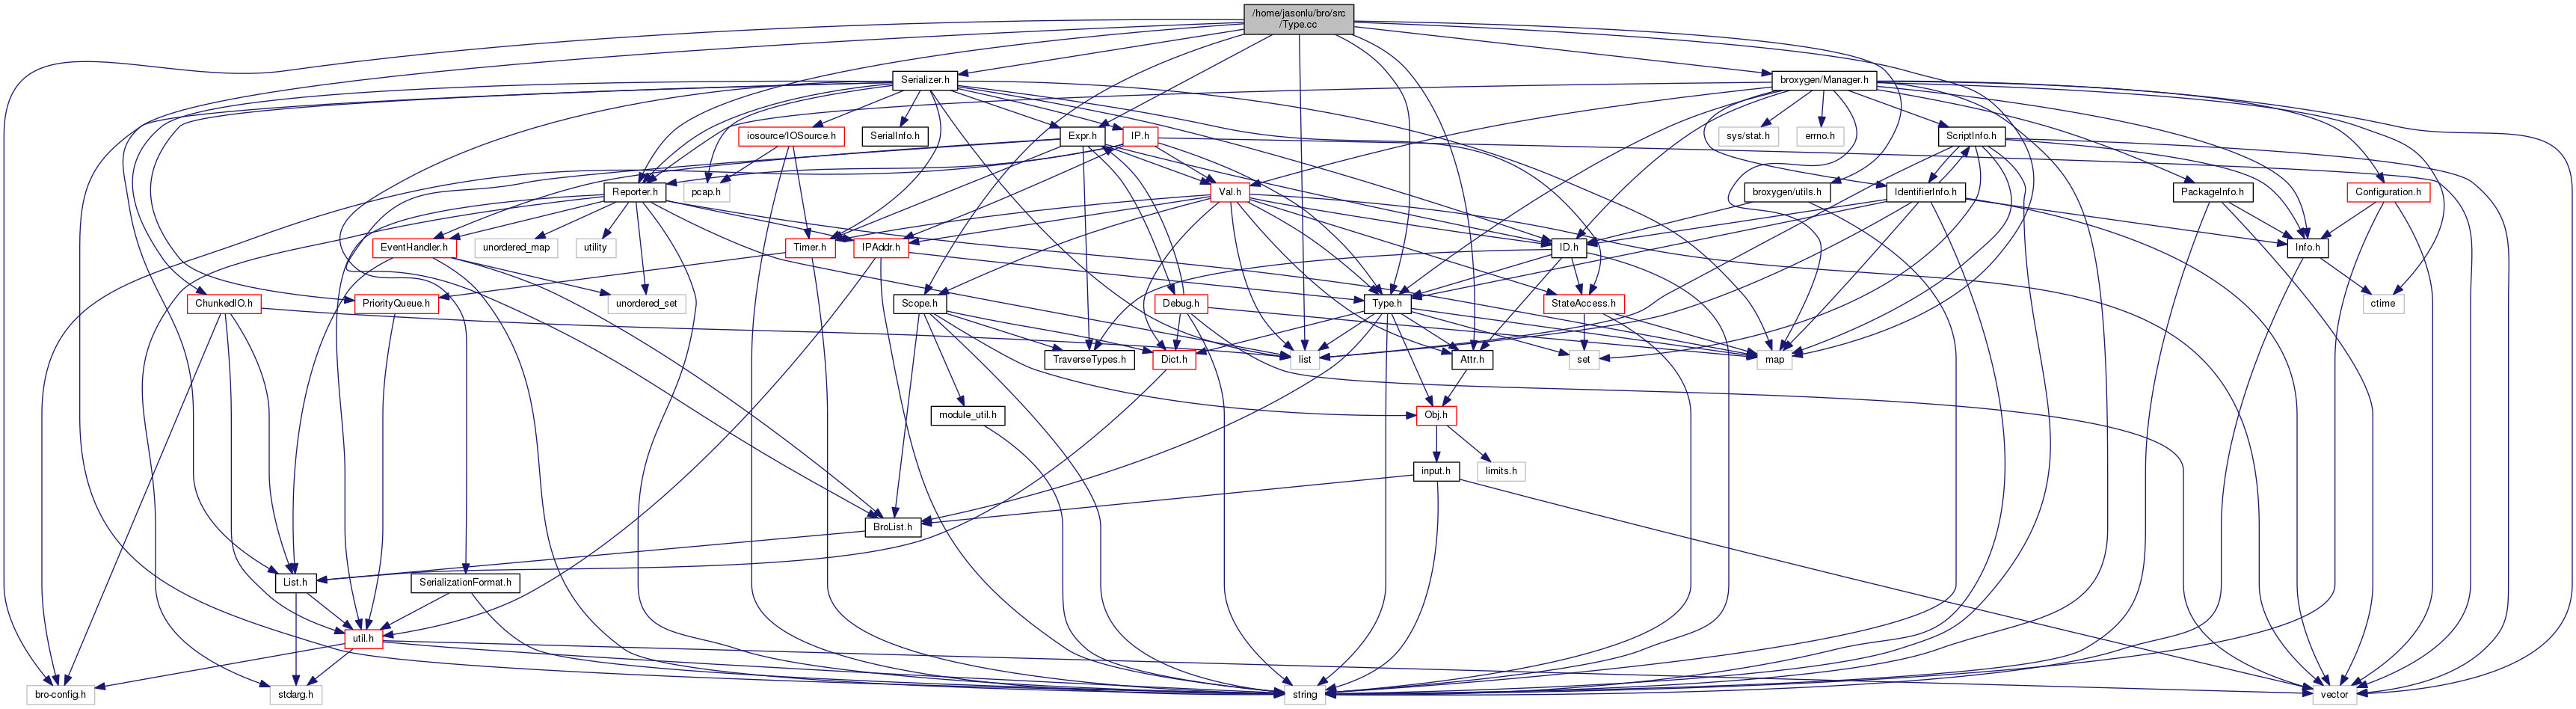 /home/jasonlu/bro/src
/Type.cc
Serializer.h
broxygen/Manager.h
iosource/IOSource.h
SerialInfo.h
Expr.h
IP.h
sys/stat.h
errno.h
ScriptInfo.h
Reporter.h
pcap.h
Val.h
broxygen/utils.h
IdentifierInfo.h
PackageInfo.h
Configuration.h
EventHandler.h
unordered_map
utility
Timer.h
IPAddr.h
ID.h
Info.h
ChunkedIO.h
PriorityQueue.h
unordered_set
Scope.h
Debug.h
Type.h
StateAccess.h
ctime
TraverseTypes.h
Dict.h
list
Attr.h
set
map
module_util.h
Obj.h
input.h
limits.h
BroList.h
List.h
SerializationFormat.h
util.h
bro-config.h
stdarg.h
string
vector